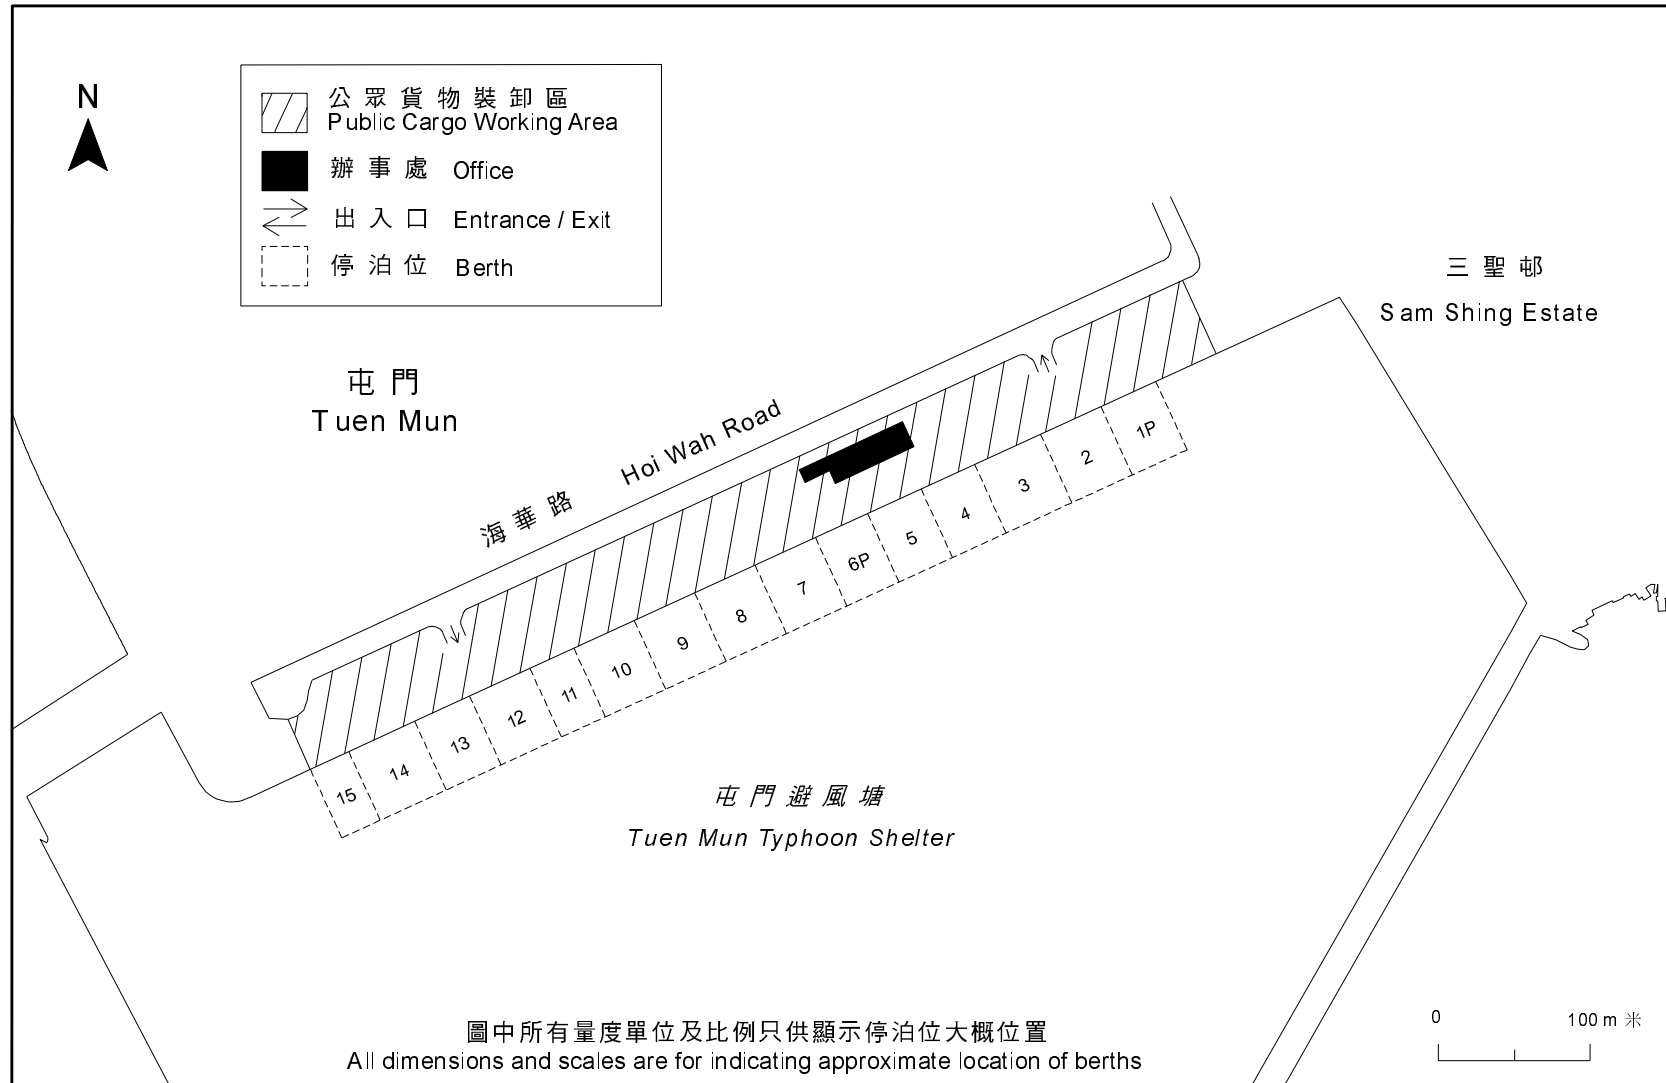 N
公眾貨物裝卸區
Public Cargo Working Area
辦事處 Office
出入口 Entrance / Exit
停泊位 Berth
三聖邨
Sam Shing Estate
屯門
Tuen Mun
海華路 Hoi Wah Road
1P
2
3
4
5
6P
7
8
9
10
11
12
13
14
15
屯門避風塘
Tuen Mun Typhoon Shelter
0 100 m 米
圖中所有量度單位及比例只供顯示停泊位大概位置
All dimensions and scales are for indicating approximate location of berths